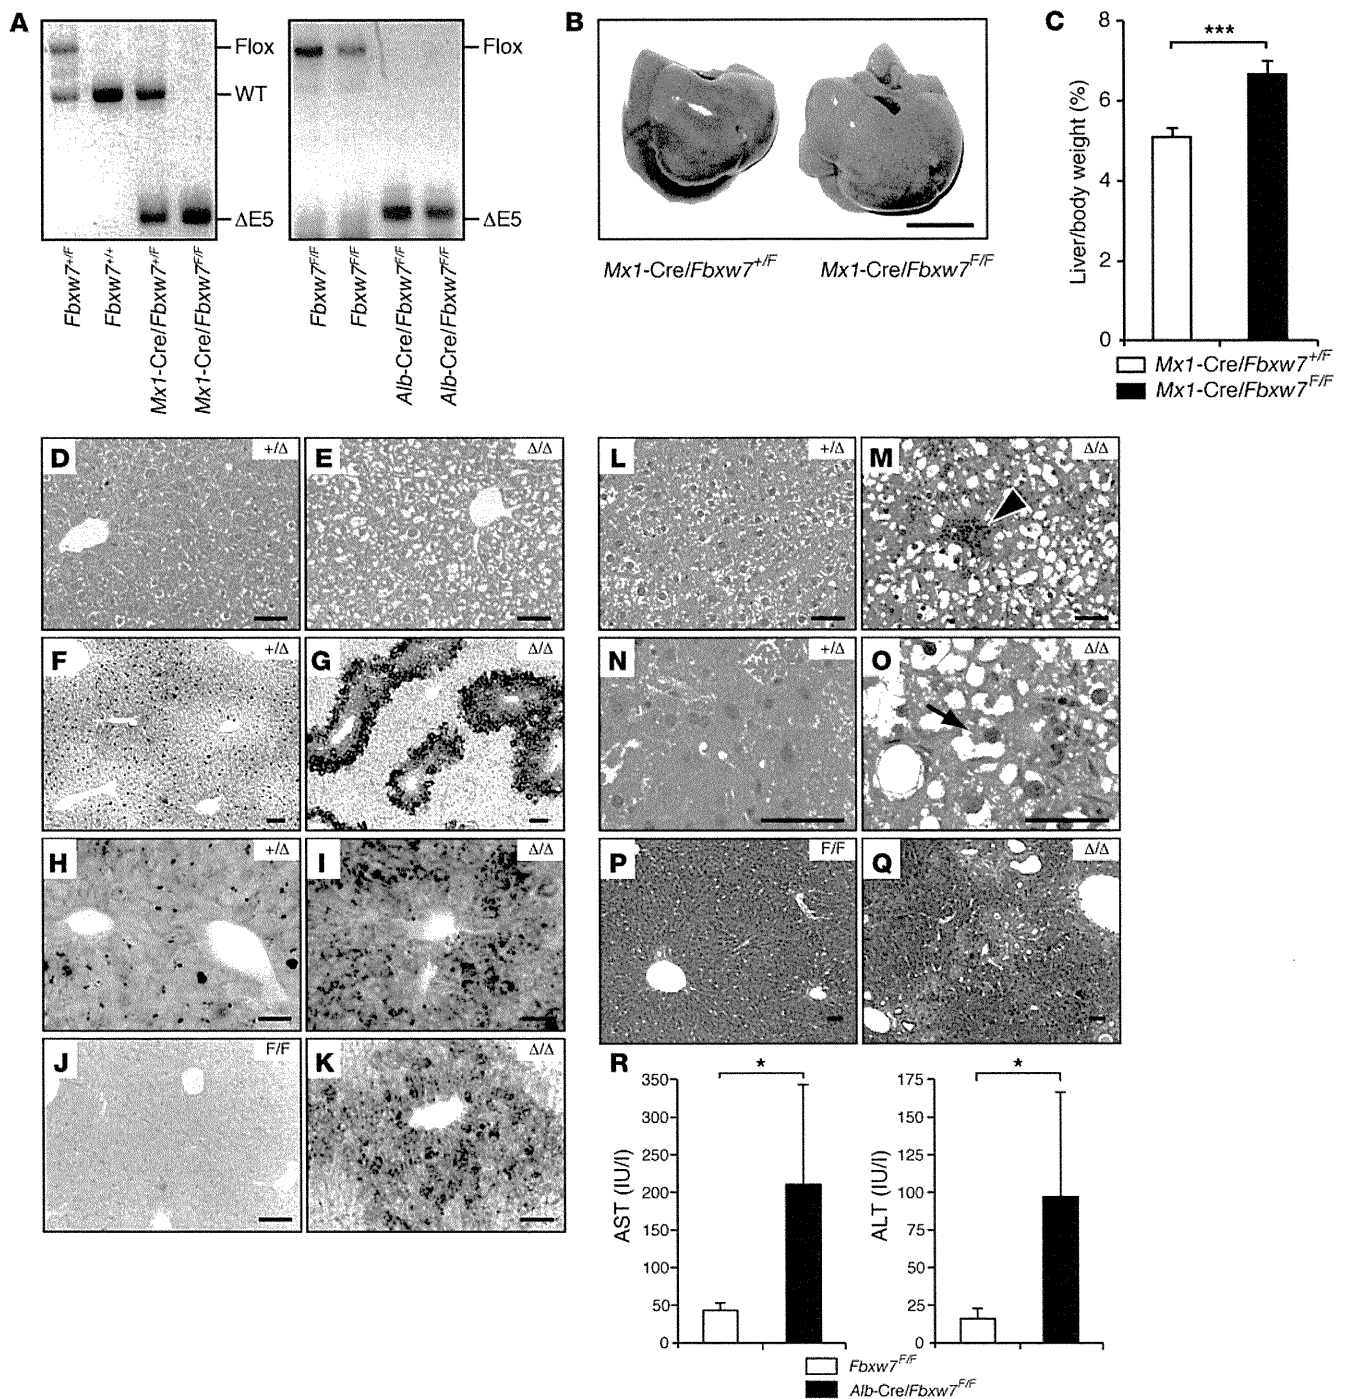 A
Flox
WT
ΔE5
Fbxw7+/F
Fbxw7+/+
Mx1-Cre/Fbxw7+/F
Mx1-Cre/Fbxw7F/F
Flox
ΔE5
Fbxw7F/F
Fbxw7F/F
Alb-Cre/Fbxw7F/F
Alb-Cre/Fbxw7F/F
B
Mx1-Cre/Fbxw7+/F
Mx1-Cre/Fbxw7F/F
C
Liver/body weight (%)
8
6
4
2
0
***
Mx1-Cre/Fbxw7+/F
Mx1-Cre/Fbxw7F/F
D +/Δ
E Δ/Δ
F +/Δ
G Δ/Δ
H +/Δ
I Δ/Δ
J F/F
K Δ/Δ
L +/Δ
M Δ/Δ
N +/Δ
O Δ/Δ
P F/F
Q Δ/Δ
R
AST (IU/l)
350
300
250
200
150
100
50
0
*
ALT (IU/l)
175
150
125
100
75
50
25
0
*
Fbxw7F/F
Alb-Cre/Fbxw7F/F